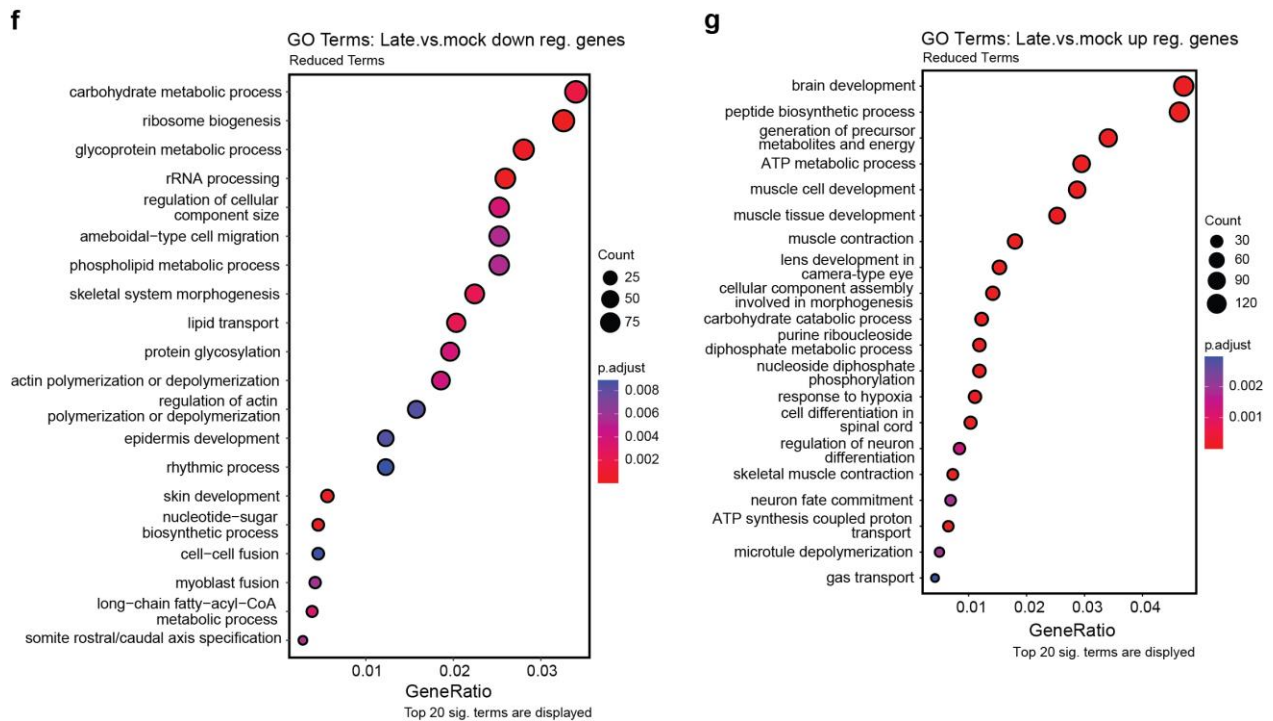 f
GO Terms: Late.vs.mock down reg. genes
Reduced Terms
carbohydrate metabolic process
ribosome biogenesis
glycoprotein metabolic process
rRNA processing
regulation of cellular
component size
ameboidal−type cell migration
phospholipid metabolic process
skeletal system morphogenesis
lipid transport
protein glycosylation
actin polymerization or depolymerization
regulation of actin
polymerization or depolymerization
epidermis development
rhythmic process
skin development
nucleotide−sugar
biosynthetic process
cell−cell fusion
myoblast fusion
long−chain fatty−acyl−CoA
metabolic process
somite rostral/caudal axis specification
0.01 0.02 0.03
GeneRatio
Top 20 sig. terms are displayed
Count
25
50
75
p.adjust
0.008
0.006
0.004
0.002
g
GO Terms: Late.vs.mock up reg. genes
Reduced Terms
brain development
peptide biosynthetic process
generation of precursor
metabolites and energy
ATP metabolic process
muscle cell development
muscle tissue development
muscle contraction
lens development in
camera-type eye
cellular component assembly
involved in morphogenesis
carbohydrate catabolic process
purine riboucleoside
diphosphate metabolic process
nucleoside diphosphate
phosphorylation
response to hypoxia
cell differentiation in
spinal cord
regulation of neuron
differentiation
skeletal muscle contraction
neuron fate commitment
ATP synthesis coupled proton
transport
microtule depolymerization
gas transport
0.01 0.02 0.03 0.04
GeneRatio
Top 20 sig. terms are displyed
Count
30
60
90
120
p.adjust
0.002
0.001